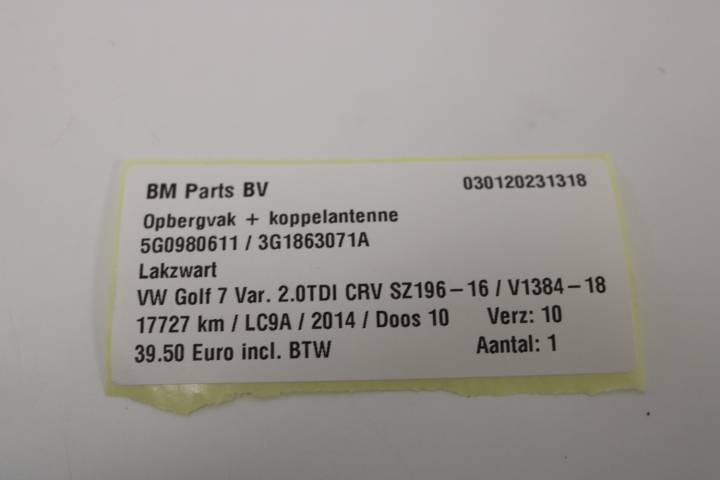 BM Parts BV 030120231318
Opbergvak + koppelantenne
5G0980611 / 3G1863071A
Lakzwart
VW Golf 7 Var. 2.0TDI CRV SZ196-16 / V1384-18
17727 km / LC9A / 2014 / Doos 10 Verz: 10
39.50 Euro incl. BTW Aantal: 1